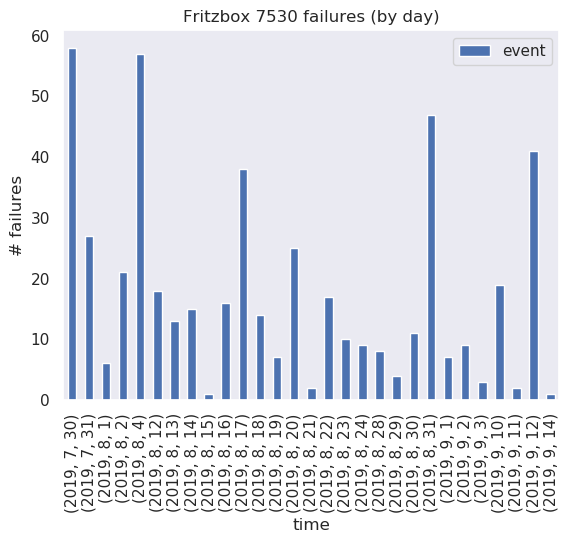 Fritzbox 7530 failures (by day)
event
# failures
60
50
40
30
20
10
0
(2019, 7, 30)
(2019, 7, 31)
(2019, 8, 1)
(2019, 8, 2)
(2019, 8, 4)
(2019, 8, 12)
(2019, 8, 13)
(2019, 8, 14)
(2019, 8, 15)
(2019, 8, 16)
(2019, 8, 17)
(2019, 8, 18)
(2019, 8, 19)
(2019, 8, 20)
(2019, 8, 21)
(2019, 8, 22)
(2019, 8, 23)
(2019, 8, 24)
(2019, 8, 28)
(2019, 8, 29)
(2019, 8, 30)
(2019, 8, 31)
(2019, 9, 1)
(2019, 9, 2)
(2019, 9, 3)
(2019, 9, 10)
(2019, 9, 11)
(2019, 9, 12)
(2019, 9, 14)
time